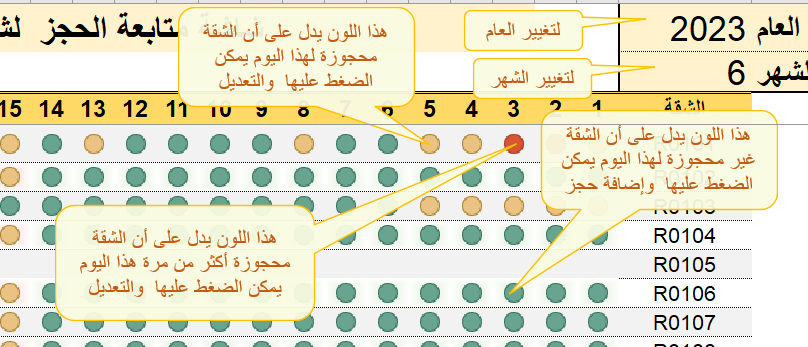 العام 2023
لشهر 6
لتغيير العام
لتغيير الشهر
متابعة الحجز لش
هذا اللون يدل على أن الشقة
محجوزة لهذا اليوم يمكن
الضغط عليها والتعديل
الشقة 1 2 3 4 5 6 7 8 9 10 11 12 13 14 15
هذا اللون يدل على أن الشقة
غير محجوزة لهذا اليوم يمكن
الضغط عليها وإضافة حجز
هذا اللون يدل على أن الشقة
محجوزة أكثر من مرة هذا اليوم
يمكن الضغط عليها والتعديل
R0103
R0104
R0105
R0106
R0107